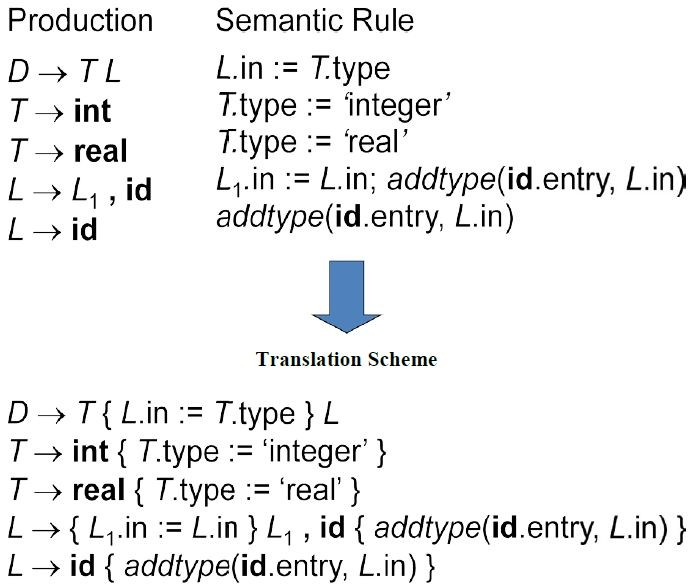 Production Semantic Rule
D → T L L.in := T.type
T → int T.type := ‘integer’
T → real T.type := ‘real’
L → L₁ , id L₁.in := L.in; addtype(id.entry, L.in)
L → id addtype(id.entry, L.in)
Translation Scheme
D → T { L.in := T.type } L
T → int { T.type := ‘integer’ }
T → real { T.type := ‘real’ }
L → { L₁.in := L.in } L₁ , id { addtype(id.entry, L.in) }
L → id { addtype(id.entry, L.in) }